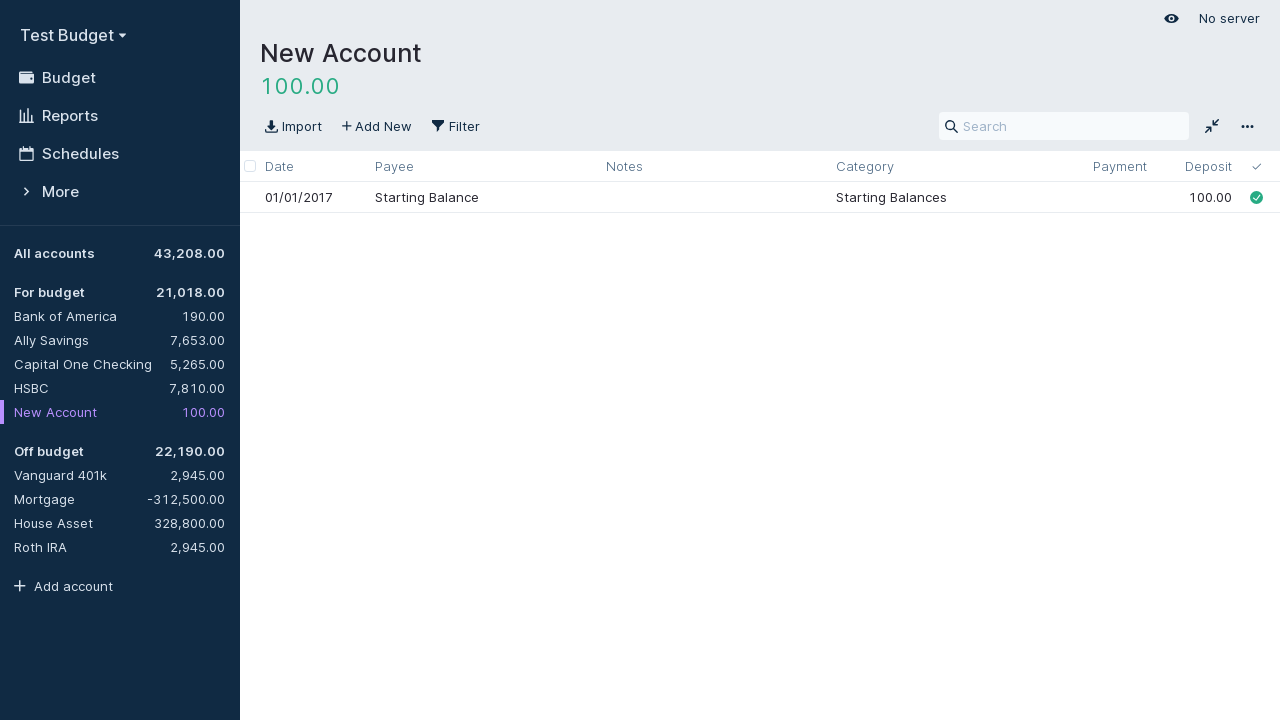 Test Budget
Budget
Reports
Schedules
More
All accounts 43,208.00
For budget 21,018.00
Bank of America 190.00
Ally Savings 7,653.00
Capital One Checking 5,265.00
HSBC 7,810.00
New Account 100.00
Off budget 22,190.00
Vanguard 401k 2,945.00
Mortgage -312,500.00
House Asset 328,800.00
Roth IRA 2,945.00
Add account
No server
New Account
100.00
Import Add New Filter Search
Date Payee Notes Category Payment Deposit
01/01/2017 Starting Balance Starting Balances 100.00